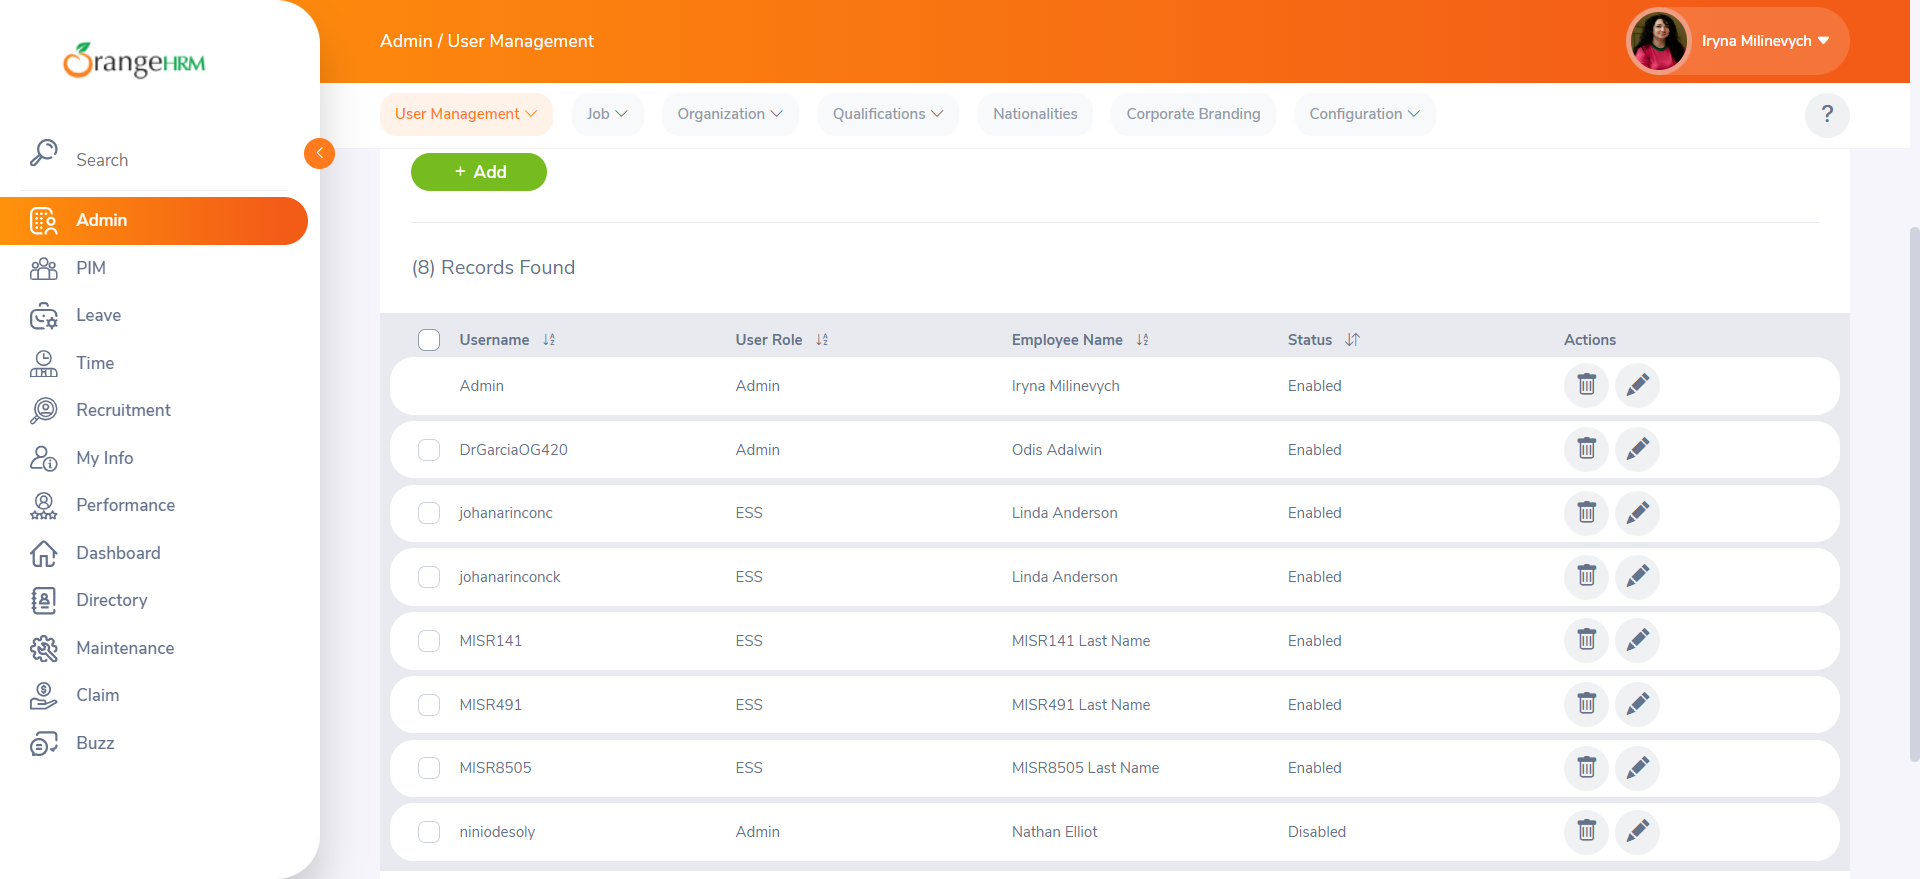 OrangeHRM
Admin / User Management
Iryna Milinevych
User Management
Job
Organization
Qualifications
Nationalities
Corporate Branding
Configuration
?
Search
Admin
PIM
Leave
Time
Recruitment
My Info
Performance
Dashboard
Directory
Maintenance
Claim
Buzz
+ Add
(8) Records Found
Username User Role Employee Name Status Actions
Admin Admin Iryna Milinevych Enabled
DrGarciaOG420 Admin Odis Adalwin Enabled
johanarinconc ESS Linda Anderson Enabled
johanarinconck ESS Linda Anderson Enabled
MISR141 ESS MISR141 Last Name Enabled
MISR491 ESS MISR491 Last Name Enabled
MISR8505 ESS MISR8505 Last Name Enabled
niniodesoly Admin Nathan Elliot Disabled